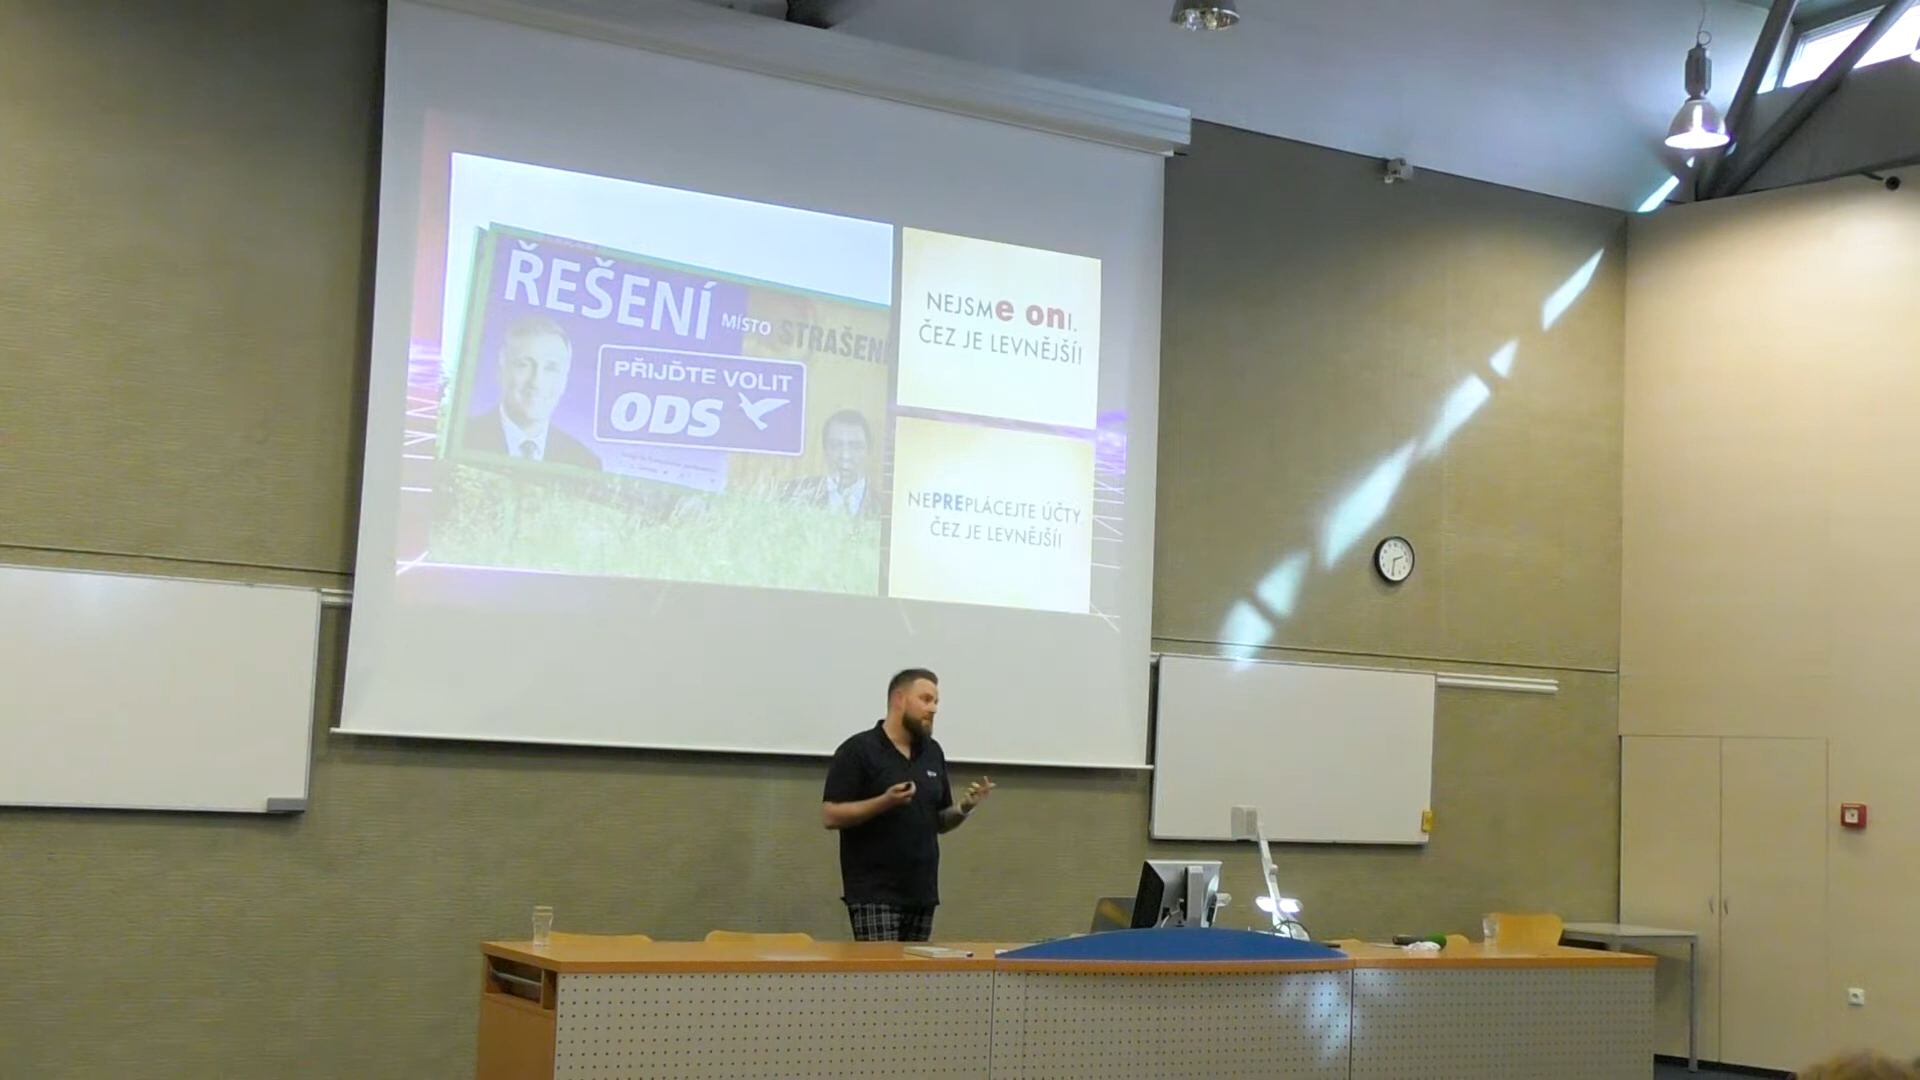 ŘEŠENÍ MÍSTO STRAŠENÍ
PŘIJĎTE VOLIT
ODS
NEJSMe onI.
ČEZ JE LEVNĚJŠÍ!
NEPREPLÁCEJTE ÚČTY.
ČEZ JE LEVNĚJŠÍ!